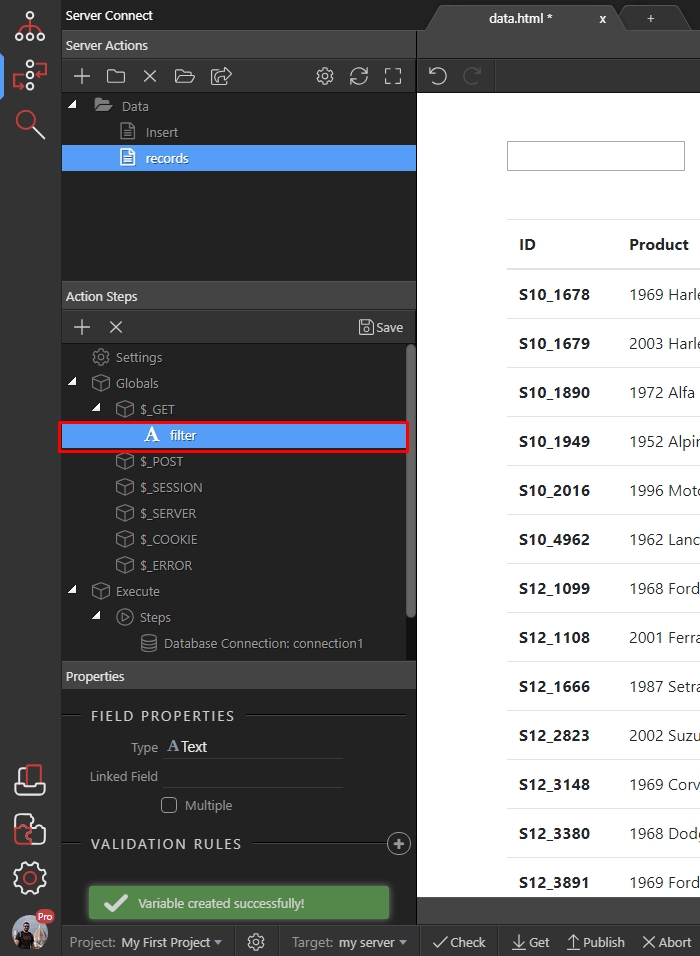 Server Connect
data.html *
x
+
Server Actions
Data
Insert
records
ID Product
S10_1678 1969 Harle
S10_1679 2003 Harle
S10_1890 1972 Alfa
S10_1949 1952 Alpin
S10_2016 1996 Moto
S10_4962 1962 Lanc
S12_1099 1968 Ford
S12_1108 2001 Ferra
S12_1666 1987 Setra
S12_2823 2002 Suzu
S12_3148 1969 Corv
S12_3380 1968 Dodg
S12_3891 1969 Ford
Action Steps
Save
Settings
Globals
$_GET
A filter
$_POST
$_SESSION
$_SERVER
$_COOKIE
$_ERROR
Execute
Steps
Database Connection: connection1
Properties
FIELD PROPERTIES
Type A Text
Linked Field
Multiple
VALIDATION RULES
Variable created successfully!
Pro
Project: My First Project
Target: my server
Check
Get
Publish
Abort